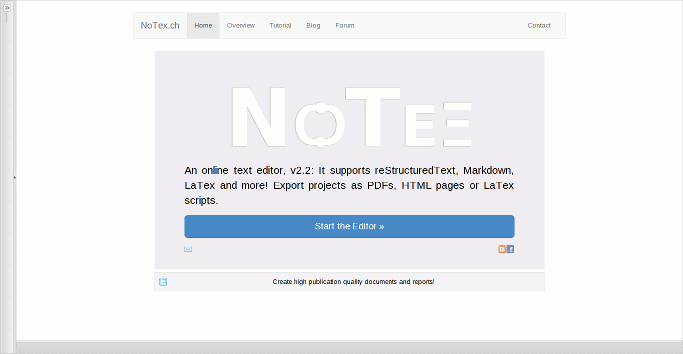 NoTex.ch Home Overview Tutorial Blog Forum Contact
NoTEΞ
An online text editor, v2.2: It supports reStructuredText, Markdown,
LaTex and more! Export projects as PDFs, HTML pages or LaTex
scripts.
Start the Editor »
Create high publication quality documents and reports!